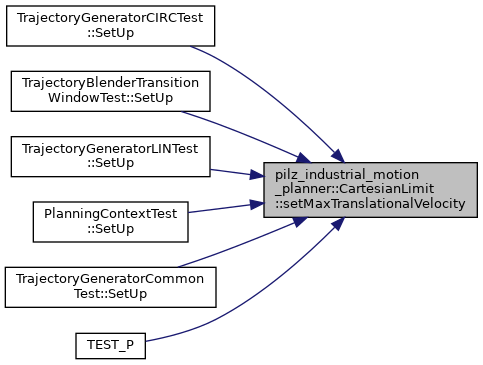 TrajectoryGeneratorCIRCTest
::SetUp
TrajectoryBlenderTransition
WindowTest::SetUp
TrajectoryGeneratorLINTest
::SetUp
PlanningContextTest
::SetUp
TrajectoryGeneratorCommon
Test::SetUp
TEST_P
pilz_industrial_motion
_planner::CartesianLimit
::setMaxTranslationalVelocity